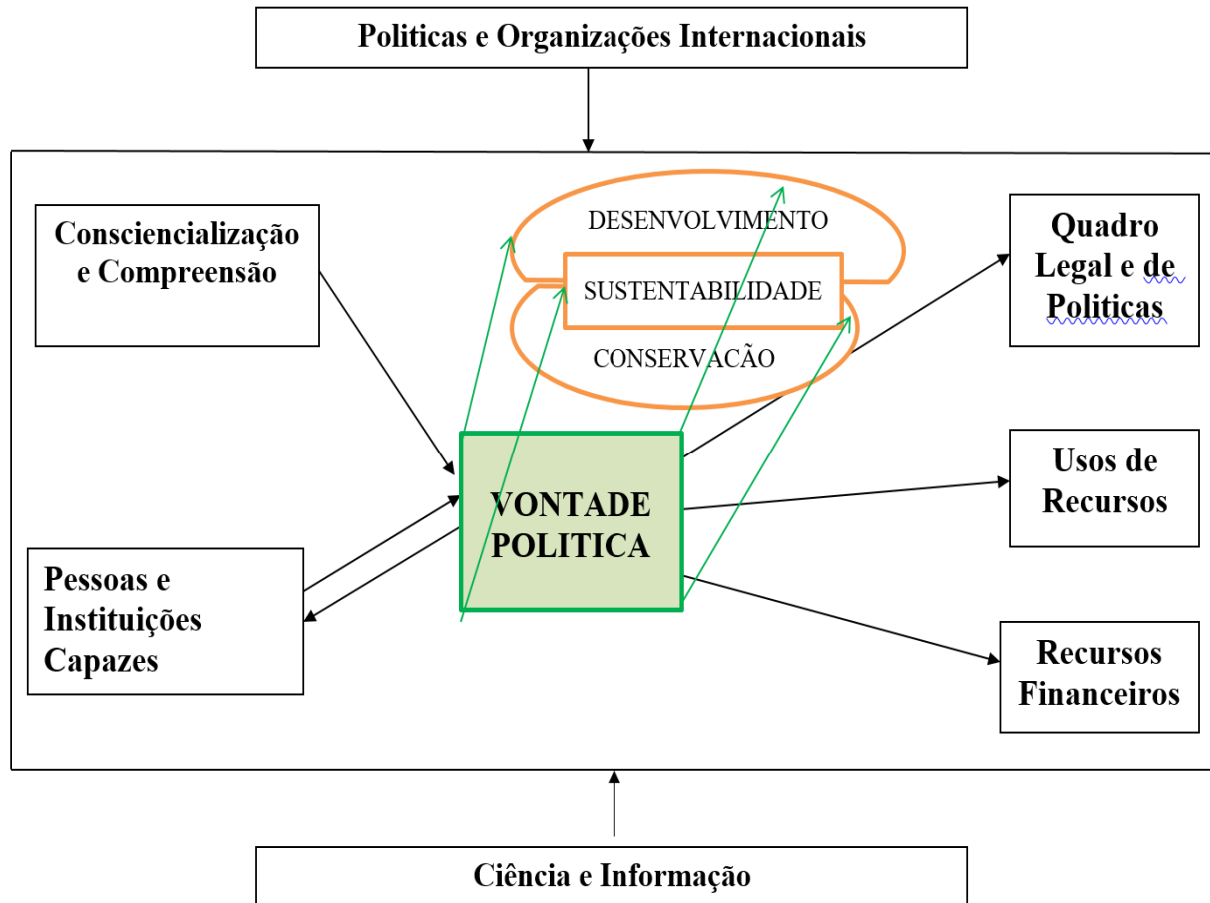 Politicas e Organizações Internacionais
Consciencialização
e Compreensão
DESENVOLVIMENTO
SUSTENTABILIDADE
CONSERVACÃO
Quadro
Legal e de
Politicas
VONTADE
POLITICA
Usos de
Recursos
Pessoas e
Instituições
Capazes
Recursos
Financeiros
Ciência e Informação